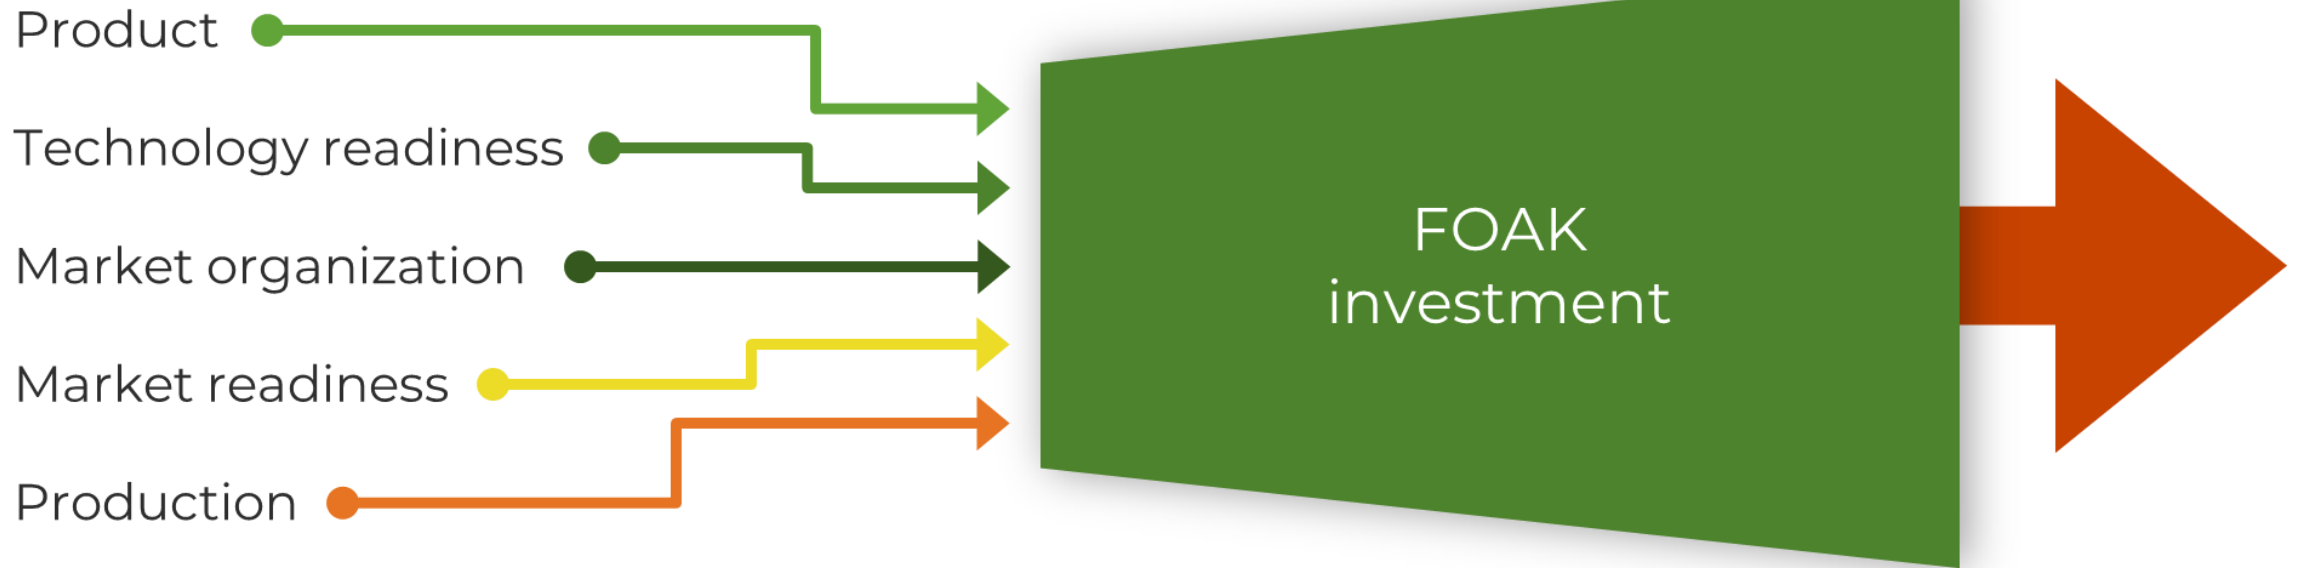 Product
Technology readiness
Market organization
Market readiness
Production
FOAK
investment